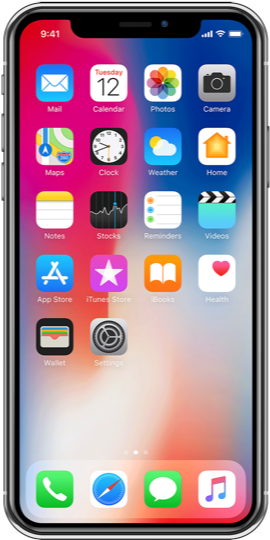 9:41
Tuesday
12
Mail Calendar Photos Camera
Maps Clock Weather Home
Notes Stocks Reminders Videos
App Store iTunes Store iBooks Health
Wallet Settings